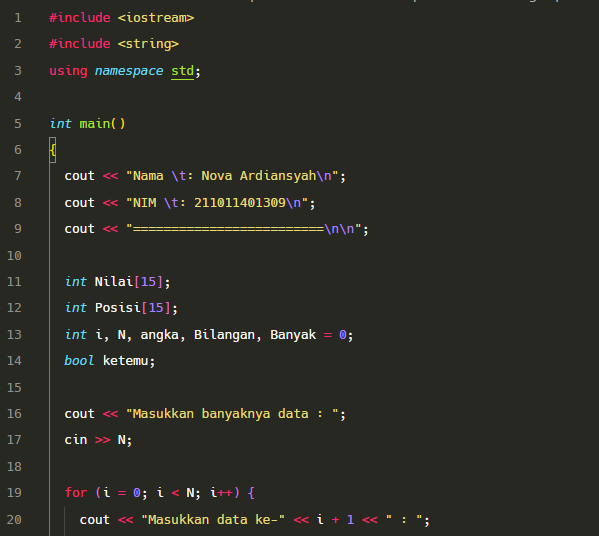 1 #include <iostream>
2 #include <string>
3 using namespace std;
4
5 int main()
6 {
7 cout << "Nama \t: Nova Ardiansyah\n";
8 cout << "NIM \t: 211011401309\n";
9 cout << "=========================\n\n";
10
11 int Nilai[15];
12 int Posisi[15];
13 int i, N, angka, Bilangan, Banyak = 0;
14 bool ketemu;
15
16 cout << "Masukkan banyaknya data : ";
17 cin >> N;
18
19 for (i = 0; i < N; i++) {
20 cout << "Masukkan data ke-" << i + 1 << " : ";